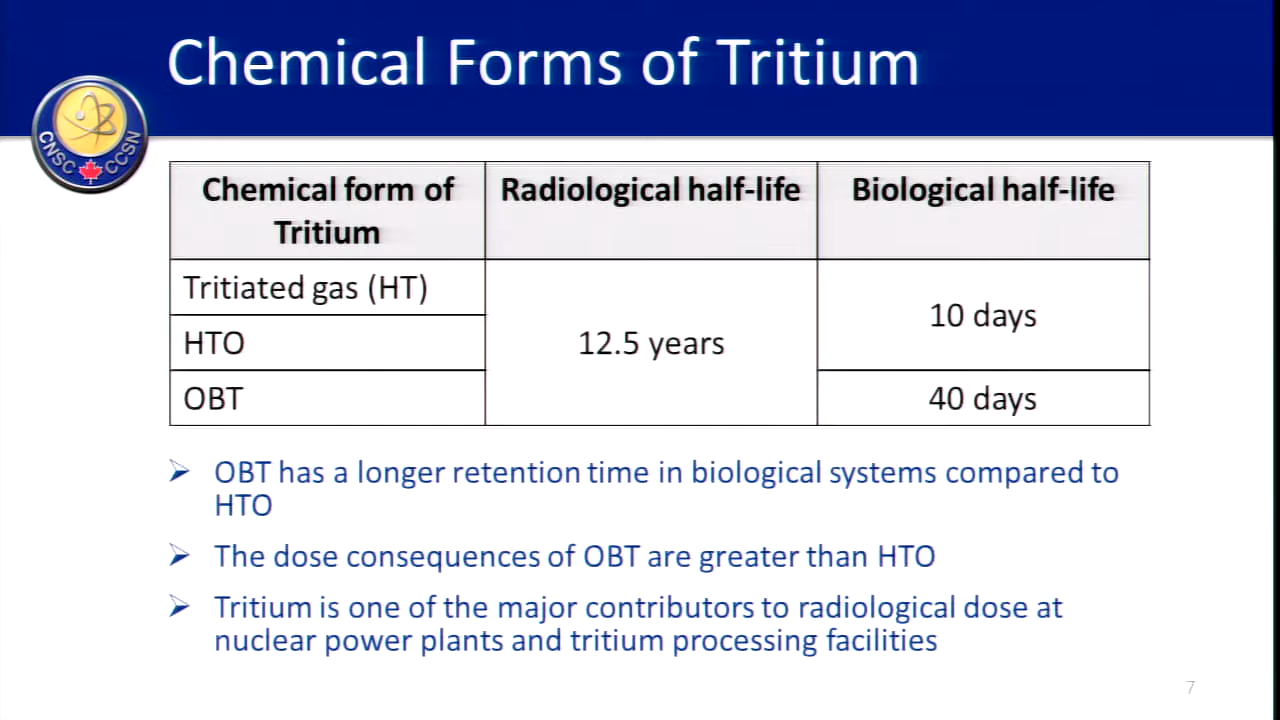 Chemical Forms of Tritium
CNSC CCSN
Chemical form of
Tritium
Radiological half-life
Biological half-life
Tritiated gas (HT)
HTO
OBT
12.5 years
10 days
40 days
OBT has a longer retention time in biological systems compared to
HTO
The dose consequences of OBT are greater than HTO
Tritium is one of the major contributors to radiological dose at
nuclear power plants and tritium processing facilities
7